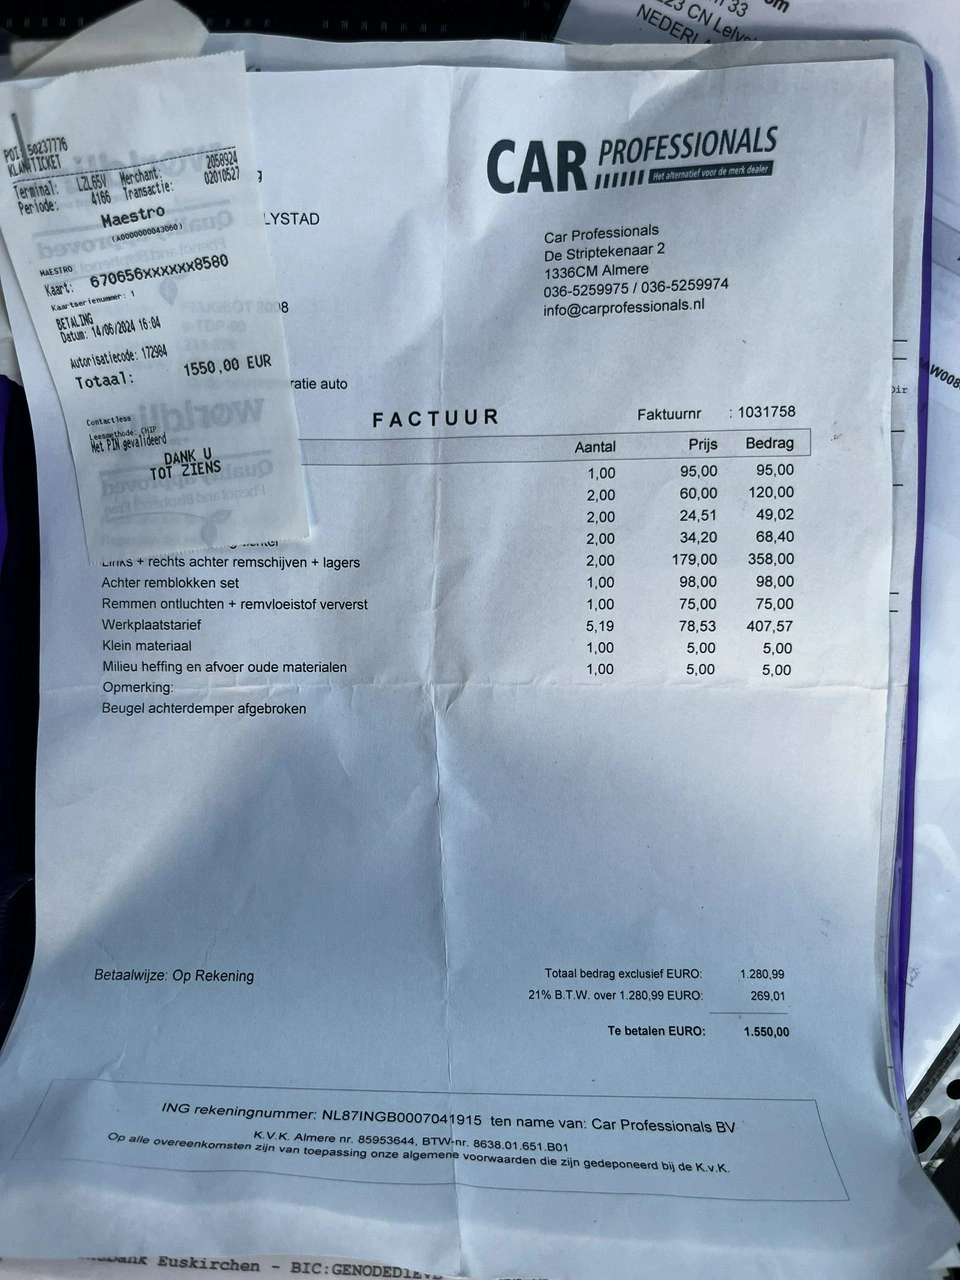 33
23 CN Lelys
NEDERLA
POI: 50237776
KLANTTICKET
Terminal: LZL65V Merchant: 2058924
Periode: 4166 Transactie: 02010527
Maestro
(A0000000043060)
MAESTRO
Kaart: 670656xxxxxx8580
Kaartserienummer: 1
BETALING
Datum: 14/06/2024 16:04
Autorisatiecode: 172984
Totaal: 1550,00 EUR
Contactless
Leesmethode: CHIP
Met PIN gevalideerd
DANK U
TOT ZIENS
CAR PROFESSIONALS
Het alternatief voor de merk dealer
LYSTAD
Car Professionals
De Striptekenaar 2
1336CM Almere
036-5259975 / 036-5259974
info@carprofessionals.nl
PEUGEOT 2008
ratie auto
FACTUUR
Faktuurnr : 1031758
Aantal Prijs Bedrag
1,00 95,00 95,00
2,00 60,00 120,00
2,00 24,51 49,02
2,00 34,20 68,40
Links + rechts achter remschijven + lagers 2,00 179,00 358,00
Achter remblokken set 1,00 98,00 98,00
Remmen ontluchten + remvloeistof ververst 1,00 75,00 75,00
Werkplaatstarief 5,19 78,53 407,57
Klein materiaal 1,00 5,00 5,00
Milieu heffing en afvoer oude materialen 1,00 5,00 5,00
Opmerking:
Beugel achterdemper afgebroken
Betaalwijze: Op Rekening
Totaal bedrag exclusief EURO: 1.280,99
21% B.T.W. over 1.280,99 EURO: 269,01
Te betalen EURO: 1.550,00
ING rekeningnummer: NL87INGB0007041915 ten name van: Car Professionals BV
K.V.K. Almere nr. 85953644, BTW-nr. 8638.01.651.B01
Op alle overeenkomsten zijn van toepassing onze algemene voorwaarden die zijn gedeponeerd bij de K.v.K.
bank Euskirchen - BIC:GENODED1EV